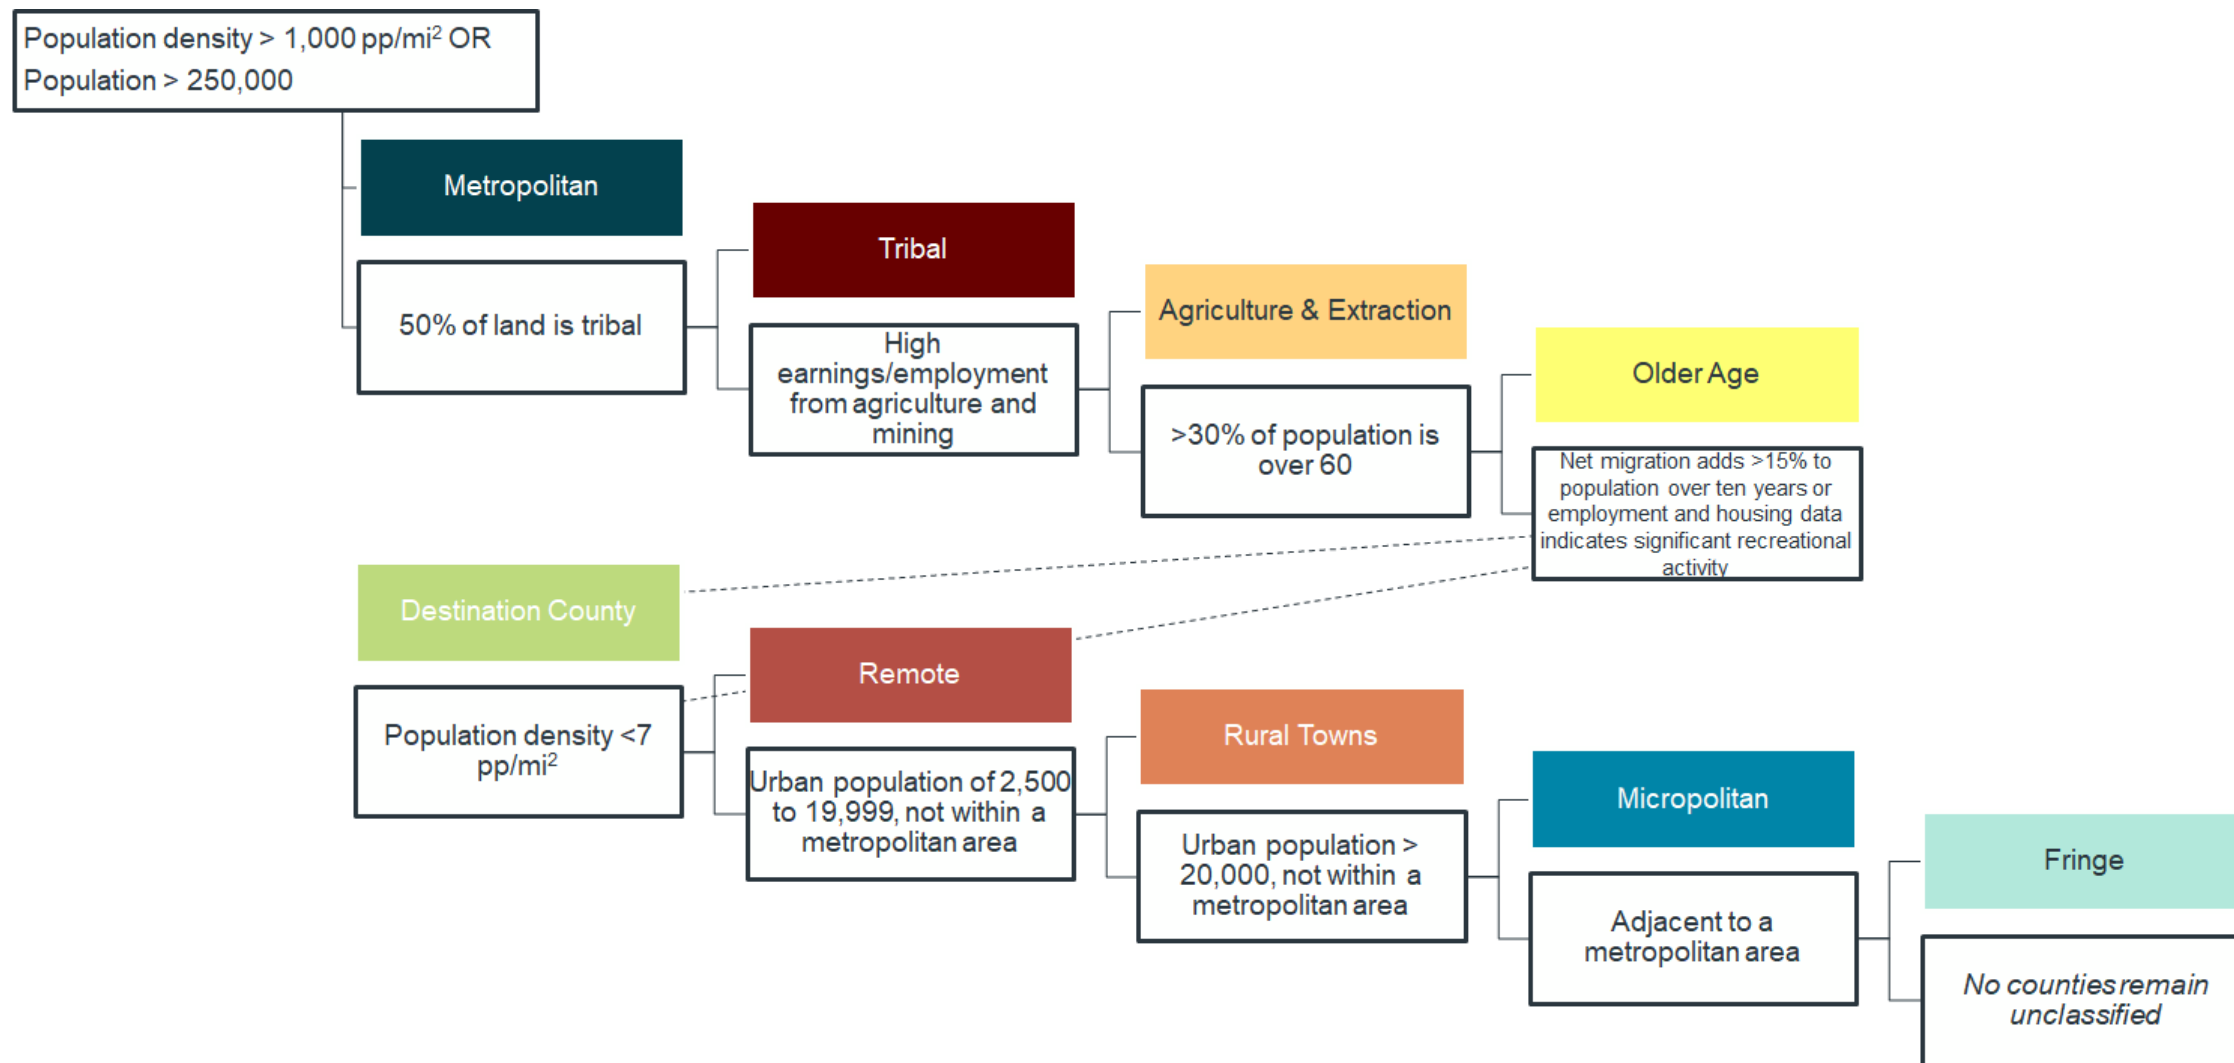 Population density > 1,000 pp/mi² OR
Population > 250,000
Metropolitan
50% of land is tribal
Tribal
High
earnings/employment
from agriculture and
mining
Agriculture & Extraction
>30% of population is
over 60
Older Age
Net migration adds >15% to
population over ten years or
employment and housing data
indicates significant recreational
activity
Destination County
Population density <7
pp/mi²
Remote
Urban population of 2,500
to 19,999, not within a
metropolitan area
Rural Towns
Urban population >
20,000, not within a
metropolitan area
Micropolitan
Adjacent to a
metropolitan area
Fringe
No counties remain
unclassified